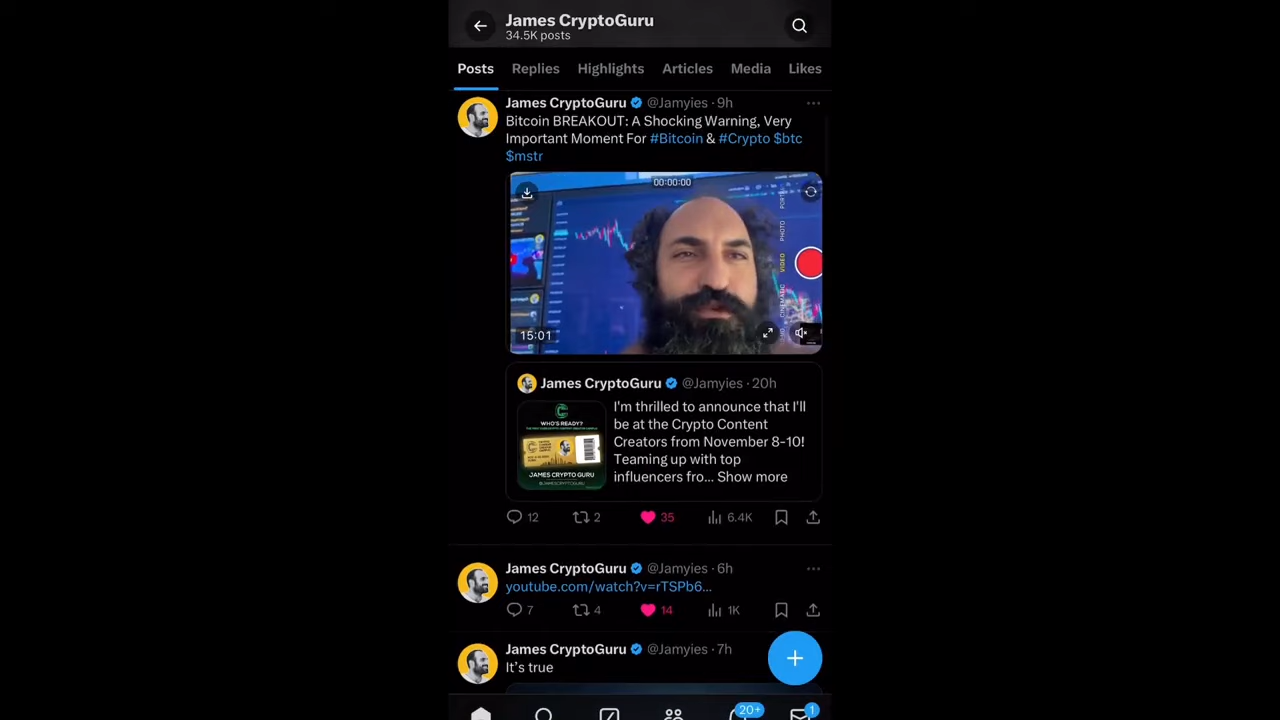 James CryptoGuru
34.5K posts
Posts Replies Highlights Articles Media Likes
James CryptoGuru @Jamyies · 9h
Bitcoin BREAKOUT: A Shocking Warning, Very
Important Moment For #Bitcoin & #Crypto $btc
$mstr
00:00:00
PHOTO
VIDEO
CINEMATIC
15:01
James CryptoGuru @Jamyies · 20h
I'm thrilled to announce that I'll
be at the Crypto Content
Creators from November 8-10!
Teaming up with top
influencers fro... Show more
WHO'S READY?
JAMES CRYPTO GURU
12 2 35 6.4K
James CryptoGuru @Jamyies · 6h
youtube.com/watch?v=rTSPb6...
7 4 14 1K
James CryptoGuru @Jamyies · 7h
It's true
20+ 1